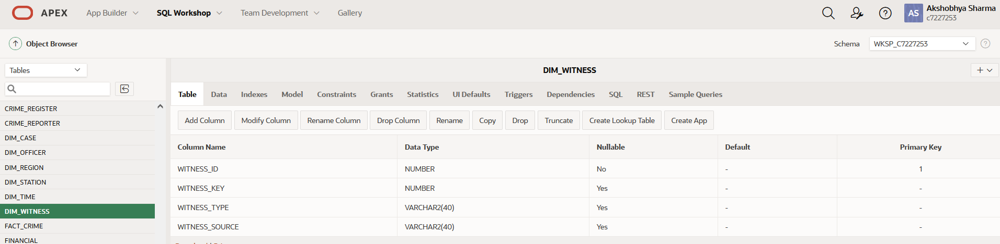 APEX App Builder SQL Workshop Team Development Gallery AS Akshobhya Sharma
c7227253
Object Browser Schema WKSP_C7227253
Tables DIM_WITNESS
Table Data Indexes Model Constraints Grants Statistics UI Defaults Triggers Dependencies SQL REST Sample Queries
CRIME_REGISTER
CRIME_REPORTER
DIM_CASE
DIM_OFFICER
DIM_REGION
DIM_STATION
DIM_TIME
DIM_WITNESS
FACT_CRIME
FINANCIAL
Add Column Modify Column Rename Column Drop Column Rename Copy Drop Truncate Create Lookup Table Create App
Column Name Data Type Nullable Default Primary Key
WITNESS_ID NUMBER No - 1
WITNESS_KEY NUMBER Yes - -
WITNESS_TYPE VARCHAR2(40) Yes - -
WITNESS_SOURCE VARCHAR2(40) Yes - -